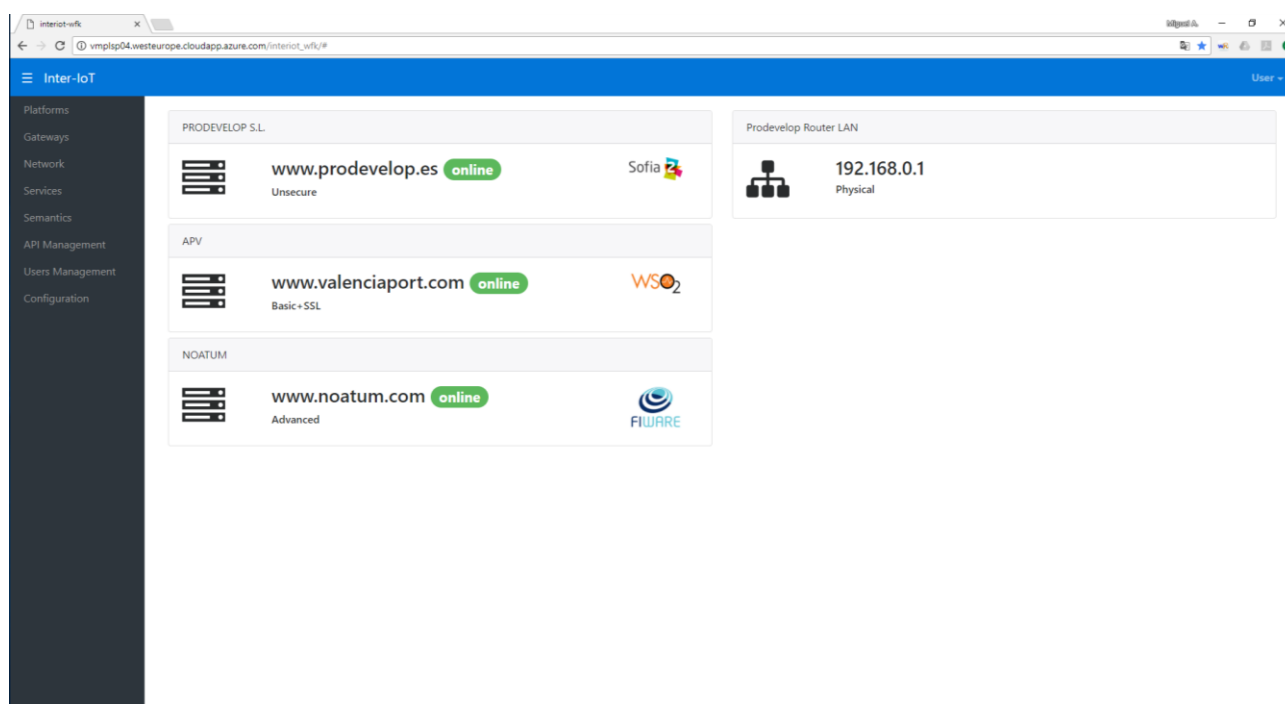 interiot-wfk
Miguel A.
vmplsp04.westeurope.cloudapp.azure.com/interiot_wfk/#
Inter-IoT
User
Platforms
Gateways
Network
Services
Semantics
API Management
Users Management
Configuration
PRODEVELOP S.L.
www.prodevelop.es online
Unsecure
Sofia 2
APV
www.valenciaport.com online
Basic+SSL
WSO2
NOATUM
www.noatum.com online
Advanced
FIWARE
Prodevelop Router LAN
192.168.0.1
Physical